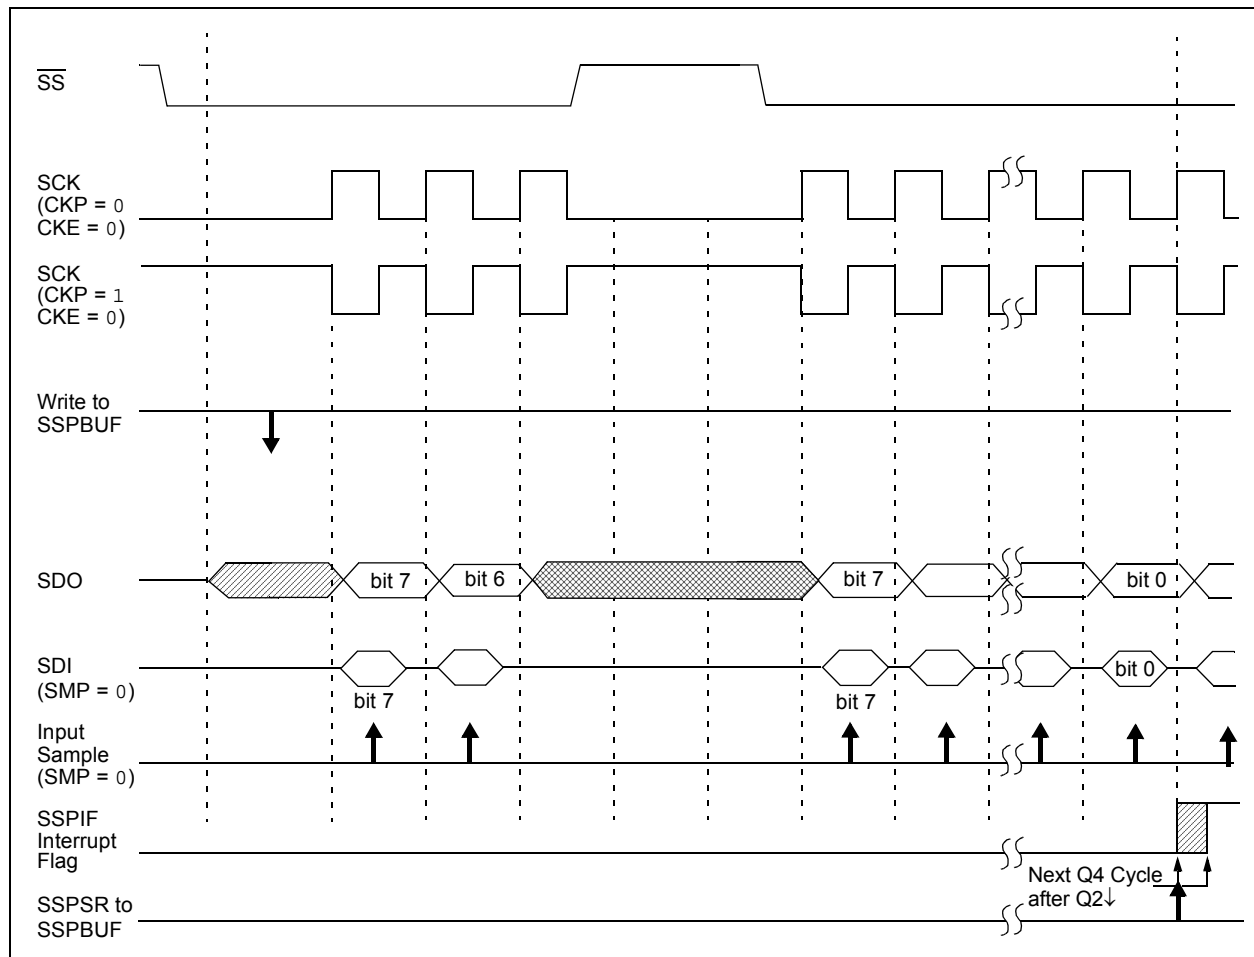 SS
SCK
(CKP = 0
CKE = 0)
SCK
(CKP = 1
CKE = 0)
Write to
SSPBUF
SDO
bit 7
bit 6
bit 7
bit 0
SDI
(SMP = 0)
bit 7
bit 7
bit 0
Input
Sample
(SMP = 0)
SSPIF
Interrupt
Flag
Next Q4 Cycle
after Q2↓
SSPSR to
SSPBUF